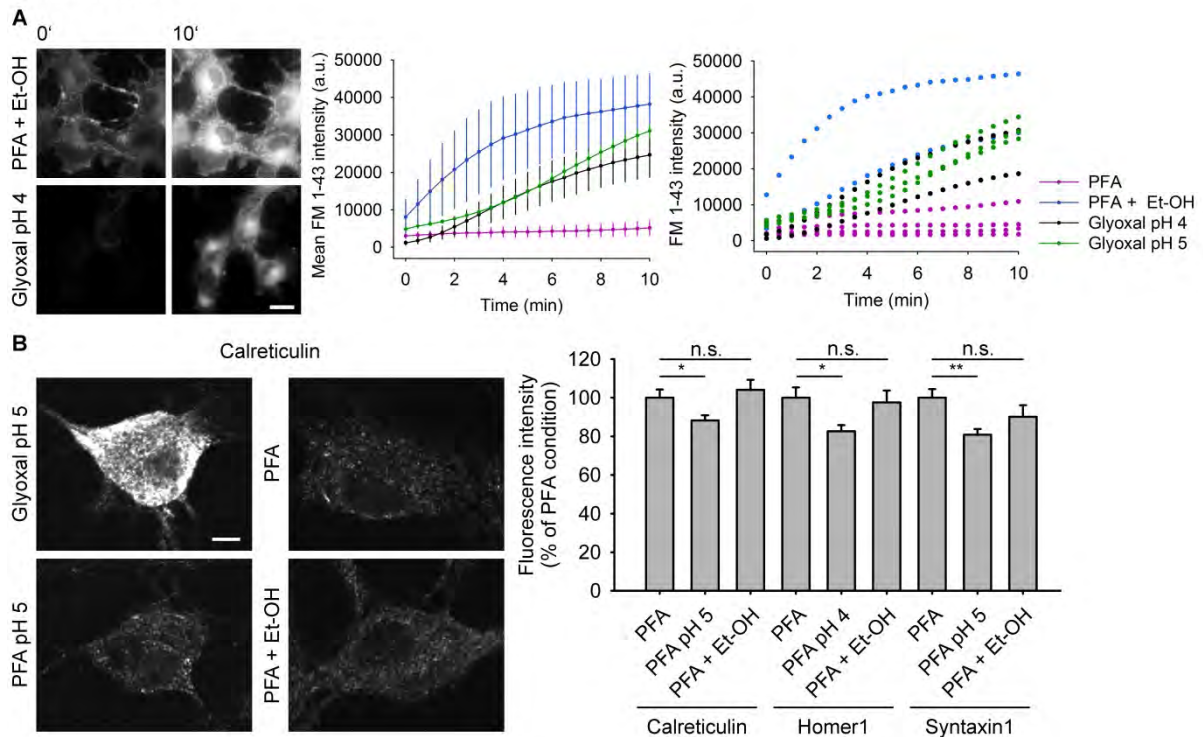 A
0‘ 10‘
PFA + Et-OH
Glyoxal pH 4
Mean FM 1-43 intensity (a.u.)
50000
40000
30000
20000
10000
0
0 2 4 6 8 10
Time (min)
FM 1-43 intensity (a.u.)
50000
40000
30000
20000
10000
0
0 2 4 6 8 10
Time (min)
PFA
PFA + Et-OH
Glyoxal pH 4
Glyoxal pH 5
B
Calreticulin
Glyoxal pH 5
PFA
PFA pH 5
PFA + Et-OH
Fluorescence intensity
(% of PFA condition)
120
100
80
60
40
20
0
n.s. n.s. n.s.
* * **
PFA
PFA pH 5
PFA + Et-OH
PFA
PFA pH 4
PFA + Et-OH
PFA
PFA pH 5
PFA + Et-OH
Calreticulin Homer1 Syntaxin1